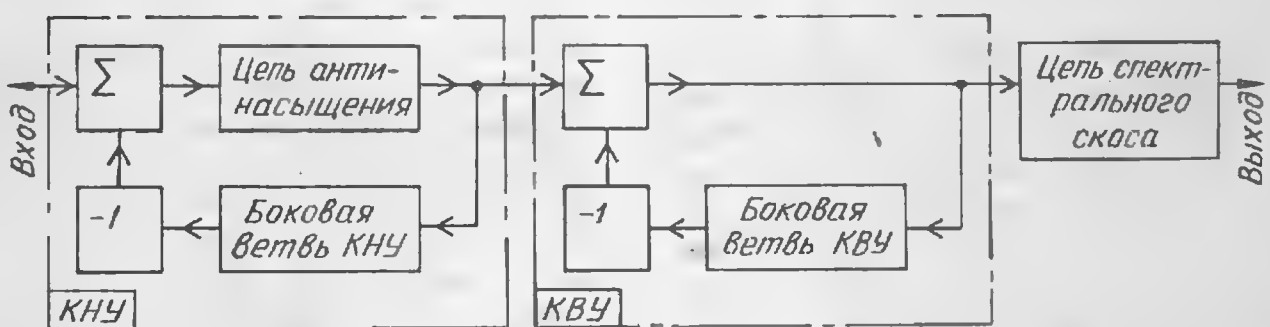 Вход
Σ
Цепь анти-
насыщения
-1
Боковая
ветвь КНУ
КНУ
Σ
-1
Боковая
ветвь КВУ
КВУ
Цепь спект-
рального
скоса
Выход